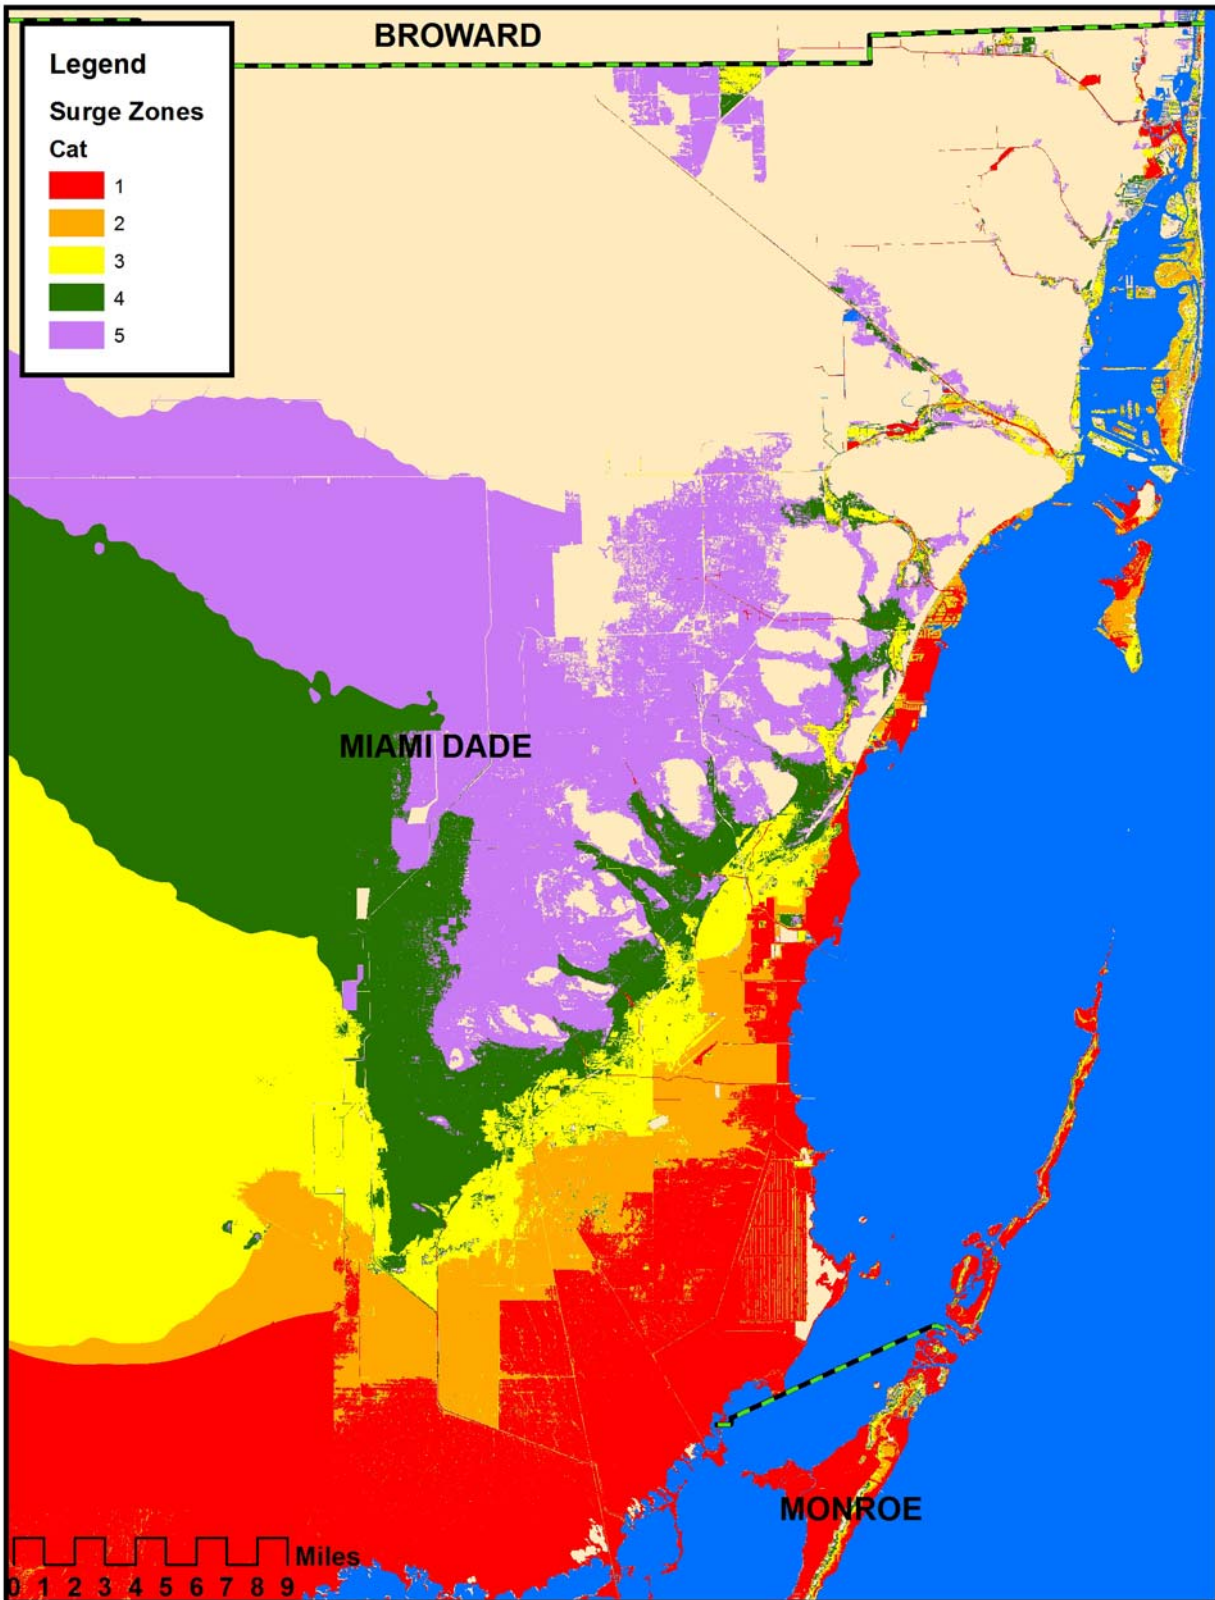 BROWARD
Legend
Surge Zones
Cat
1
2
3
4
5
MIAMI DADE
MONROE
Miles
0 1 2 3 4 5 6 7 8 9